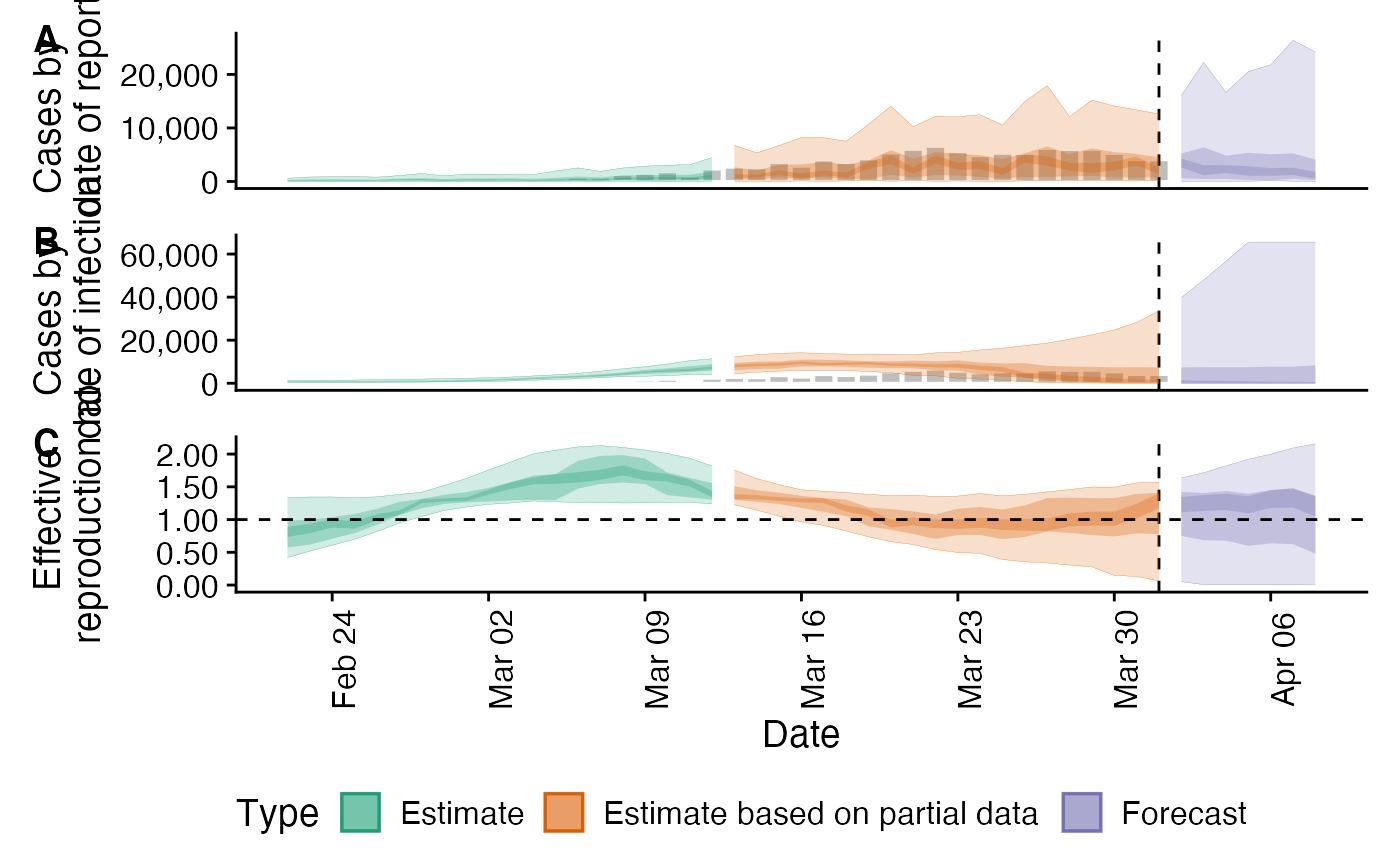 A
Cases by
date of report
20,000
10,000
0
B
Cases by
date of infection
60,000
40,000
20,000
0
C
Effective
reproduction no.
2.00
1.50
1.00
0.50
0.00
Feb 24
Mar 02
Mar 09
Mar 16
Mar 23
Mar 30
Apr 06
Date
Type
Estimate
Estimate based on partial data
Forecast